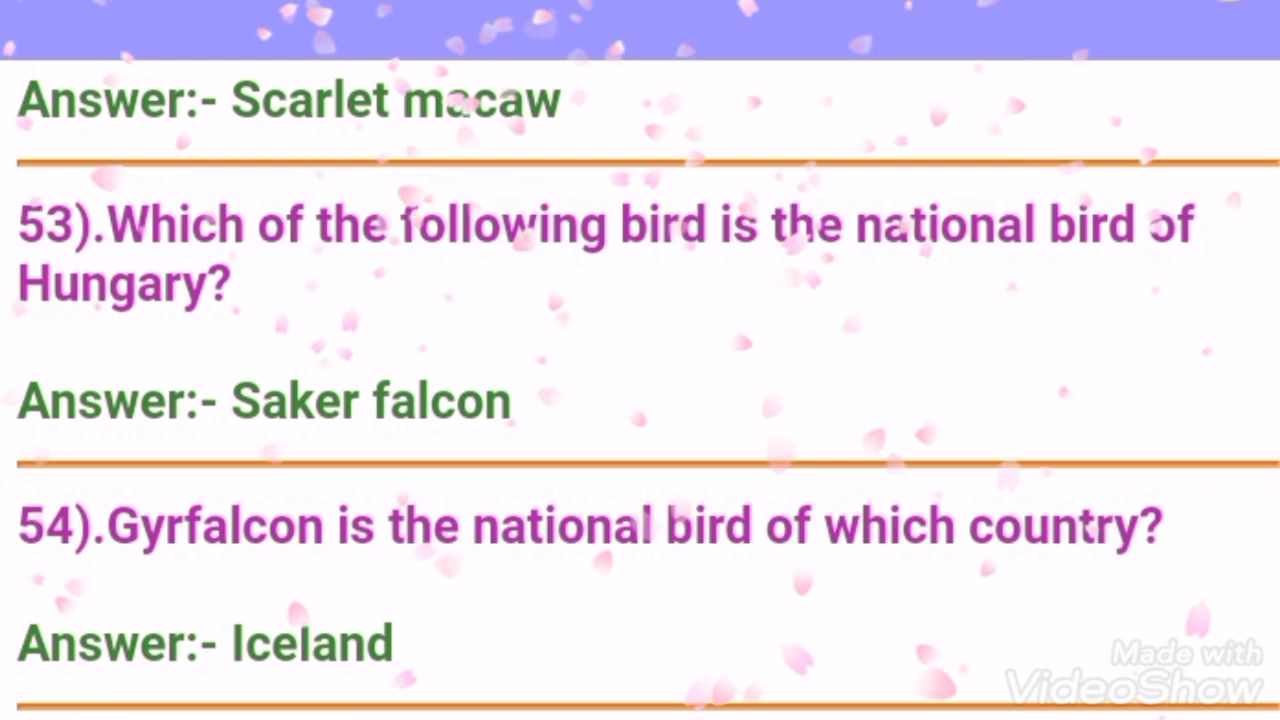 Answer:- Scarlet macaw
53).Which of the following bird is the national bird of
Hungary?
Answer:- Saker falcon
54).Gyrfalcon is the national bird of which country?
Answer:- Iceland
Made with
VideoShow